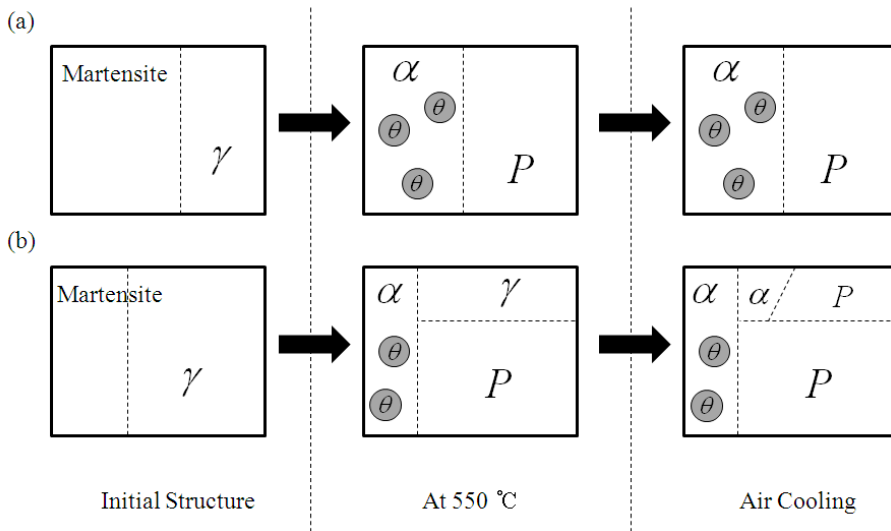 (a)
Martensite
γ
α
θ
θ
θ
P
α
θ
θ
θ
P
(b)
Martensite
γ
α
γ
θ
θ
P
α
α
P
θ
θ
P
Initial Structure
At 550 ℃
Air Cooling